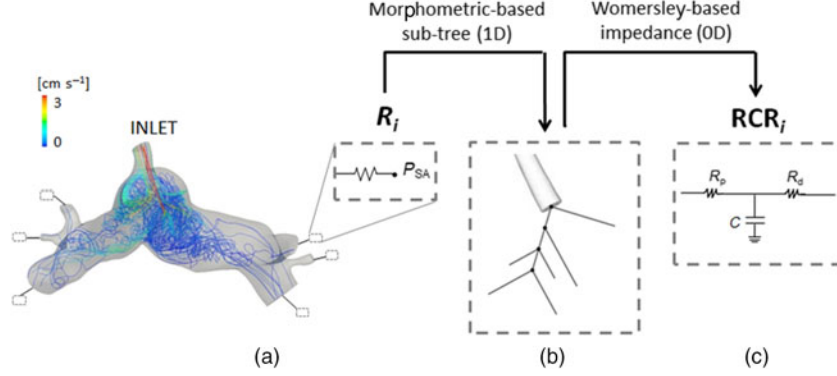 Morphometric-based
sub-tree (1D)
Womersley-based
impedance (0D)
[cm s⁻¹]
3
0
INLET
Rᵢ
P_SA
RCRᵢ
R_p
R_d
C
(a)
(b)
(c)